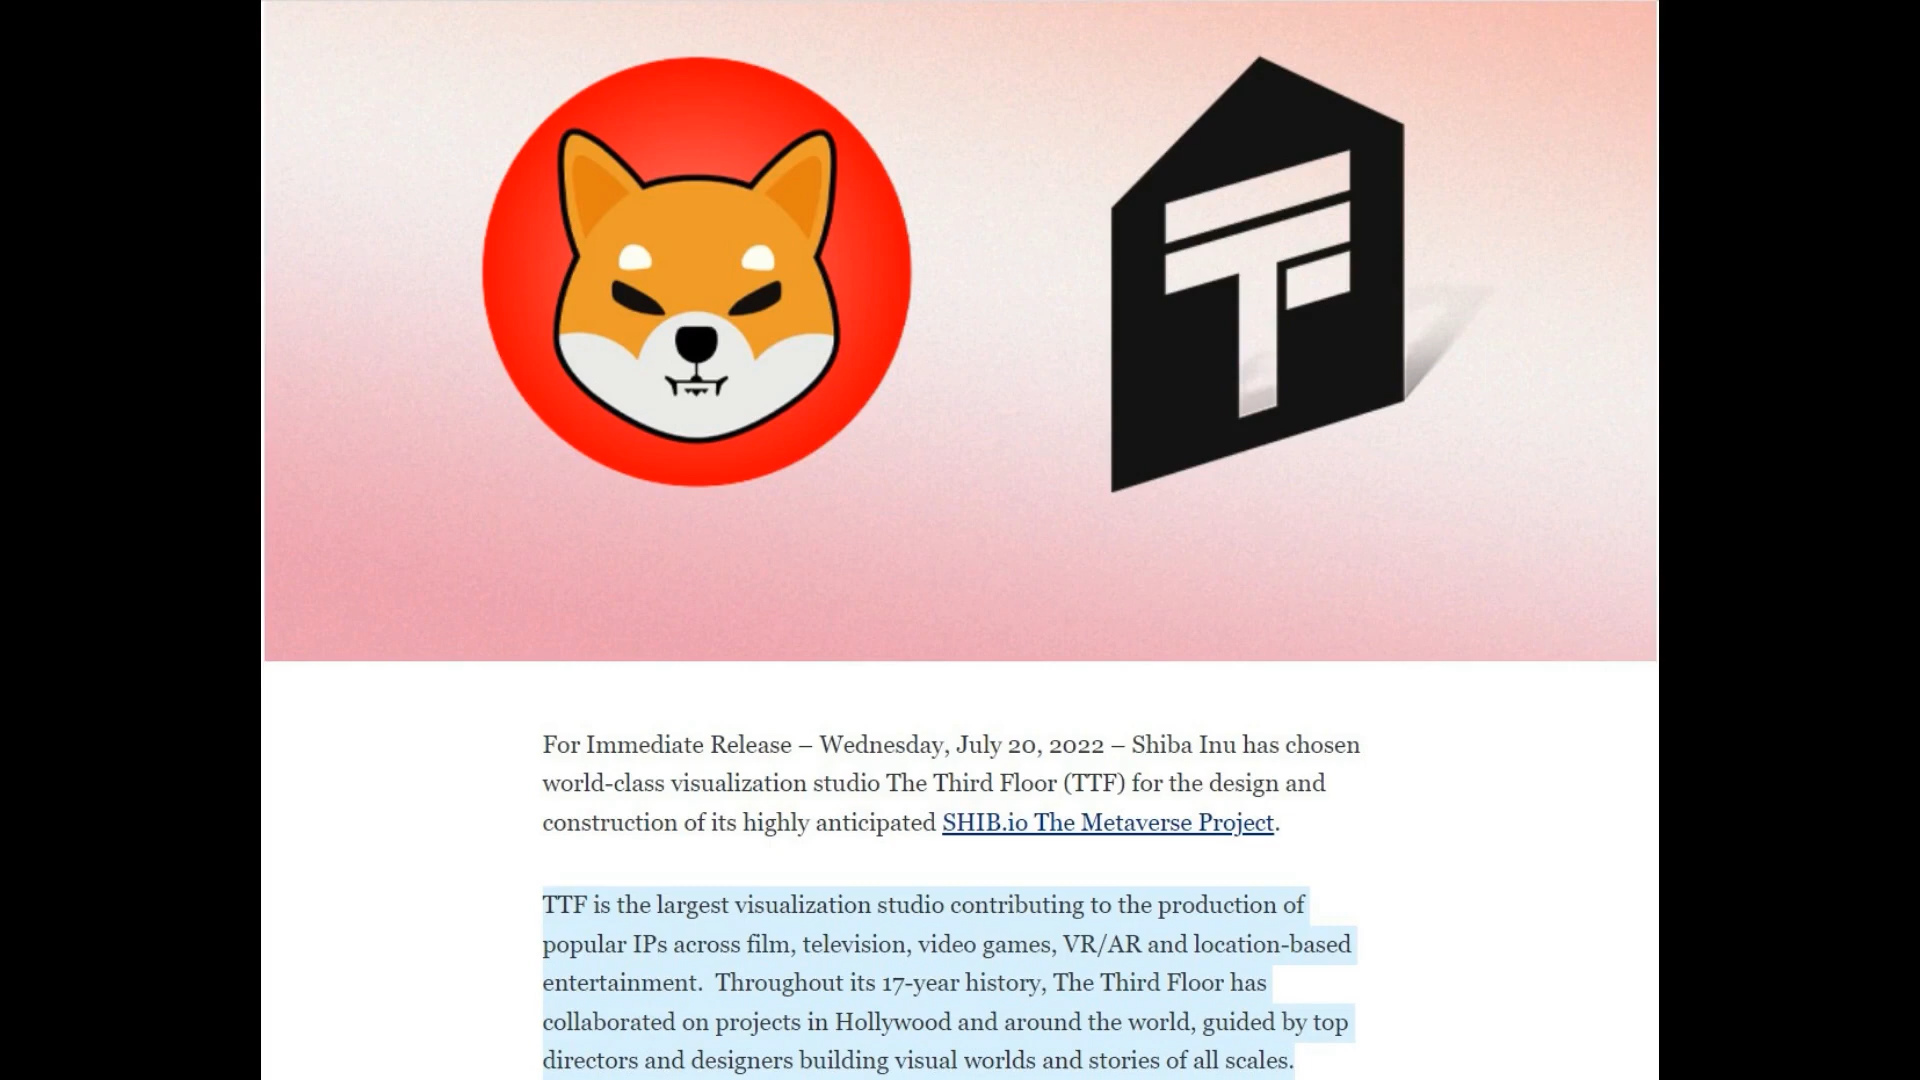 For Immediate Release – Wednesday, July 20, 2022 – Shiba Inu has chosen
world-class visualization studio The Third Floor (TTF) for the design and
construction of its highly anticipated SHIB.io The Metaverse Project.
TTF is the largest visualization studio contributing to the production of
popular IPs across film, television, video games, VR/AR and location-based
entertainment.  Throughout its 17-year history, The Third Floor has
collaborated on projects in Hollywood and around the world, guided by top
directors and designers building visual worlds and stories of all scales.